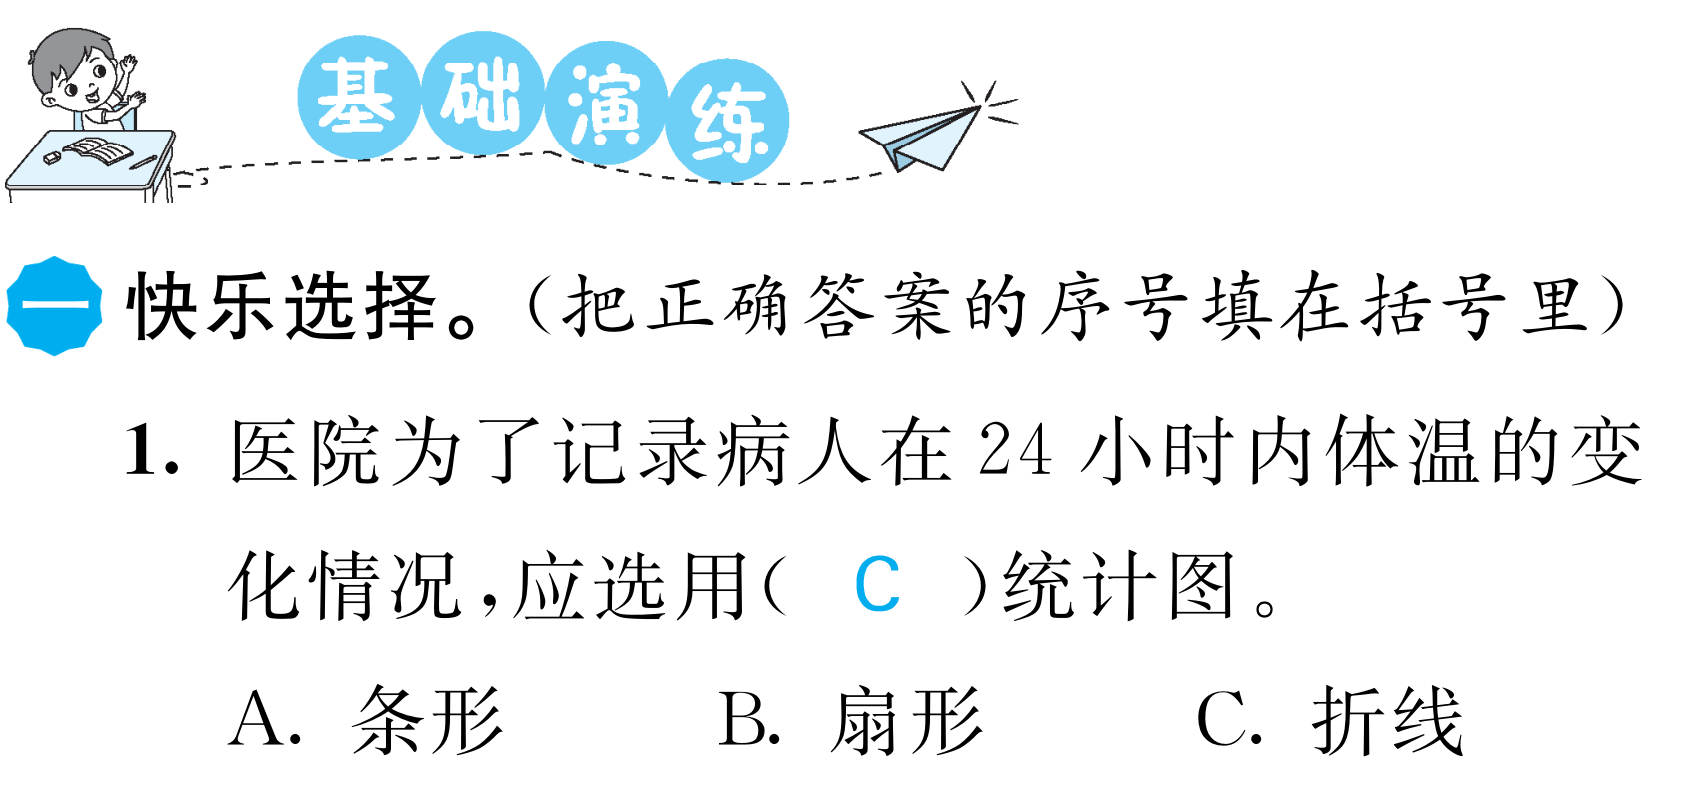 基础演练
一 快乐选择。(把正确答案的序号填在括号里)
1. 医院为了记录病人在 24 小时内体温的变
化情况,应选用( C )统计图。
A. 条形 B. 扇形 C. 折线